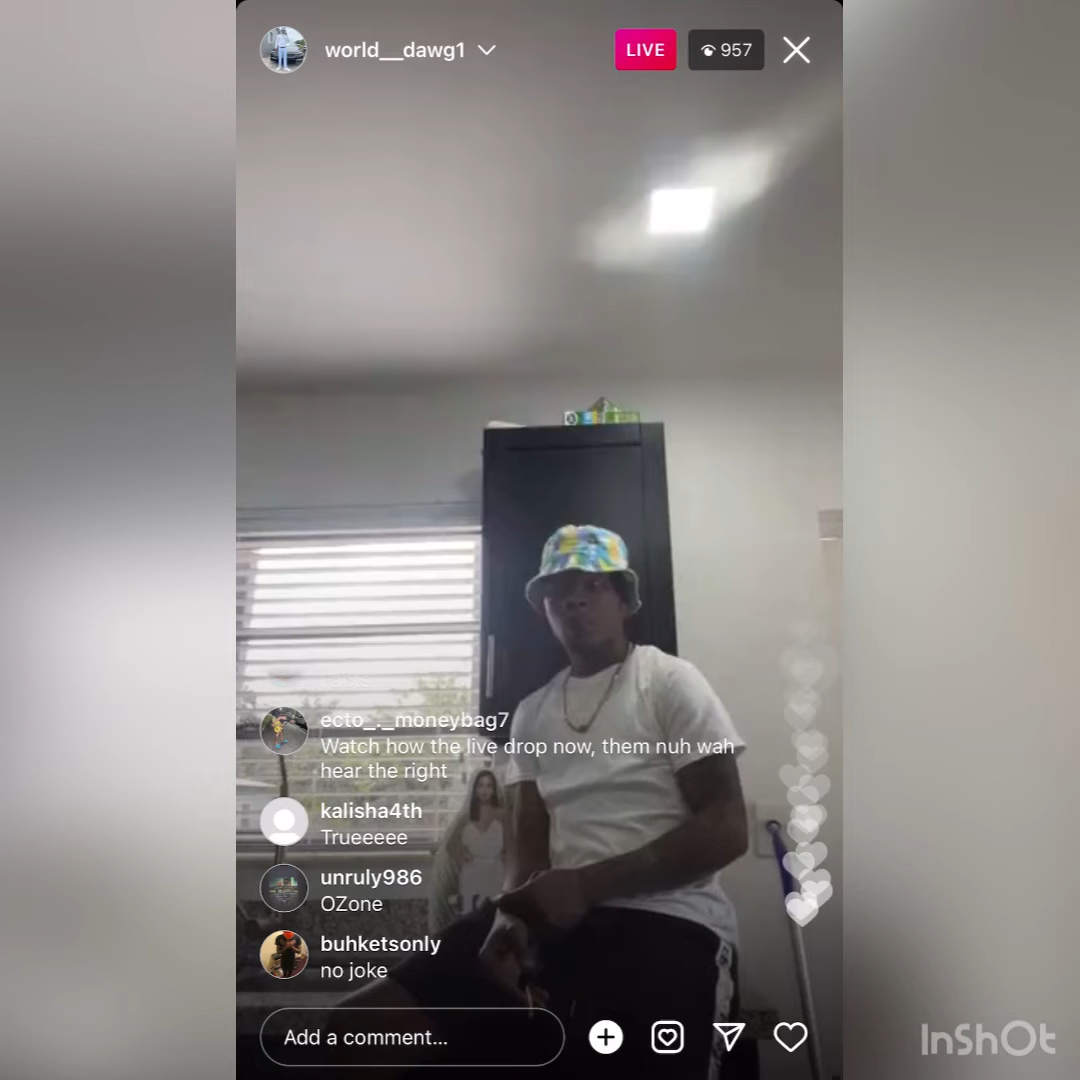 world__dawg1
LIVE
957
ecto_._moneybag7
Watch how the live drop now, them nuh wah
hear the right
kalisha4th
Trueeeee
unruly986
OZone
buhketsonly
no joke
Add a comment...
InShOt